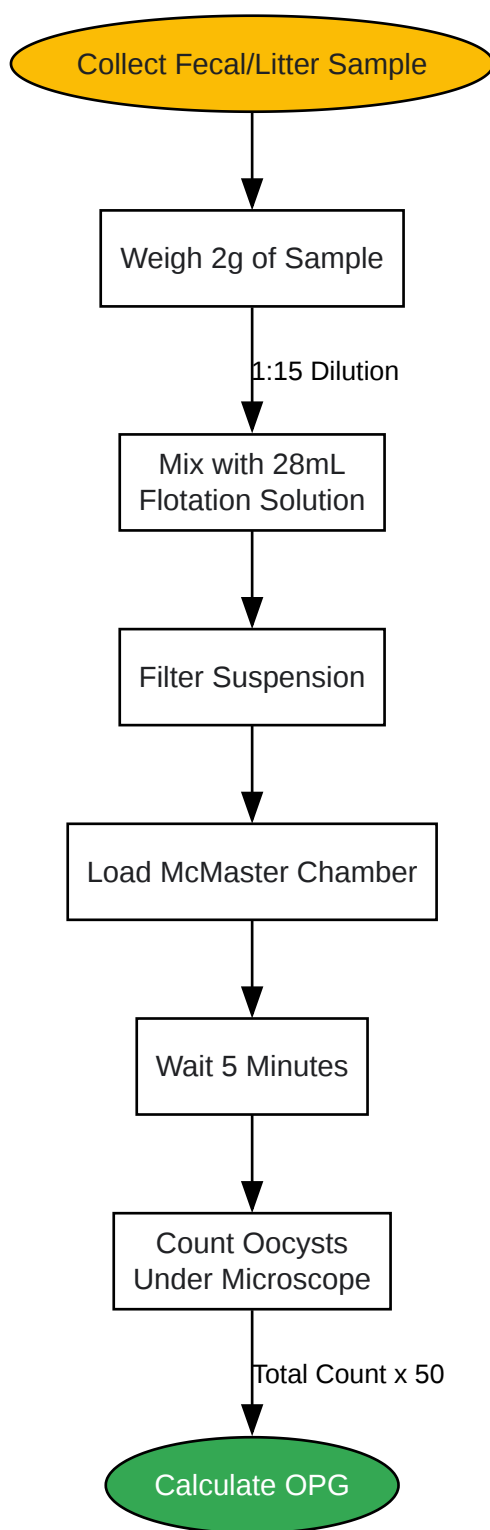 Collect Fecal/Litter Sample
Weigh 2g of Sample
1:15 Dilution
Mix with 28mL
Flotation Solution
Filter Suspension
Load McMaster Chamber
Wait 5 Minutes
Count Oocysts
Under Microscope
Total Count x 50
Calculate OPG